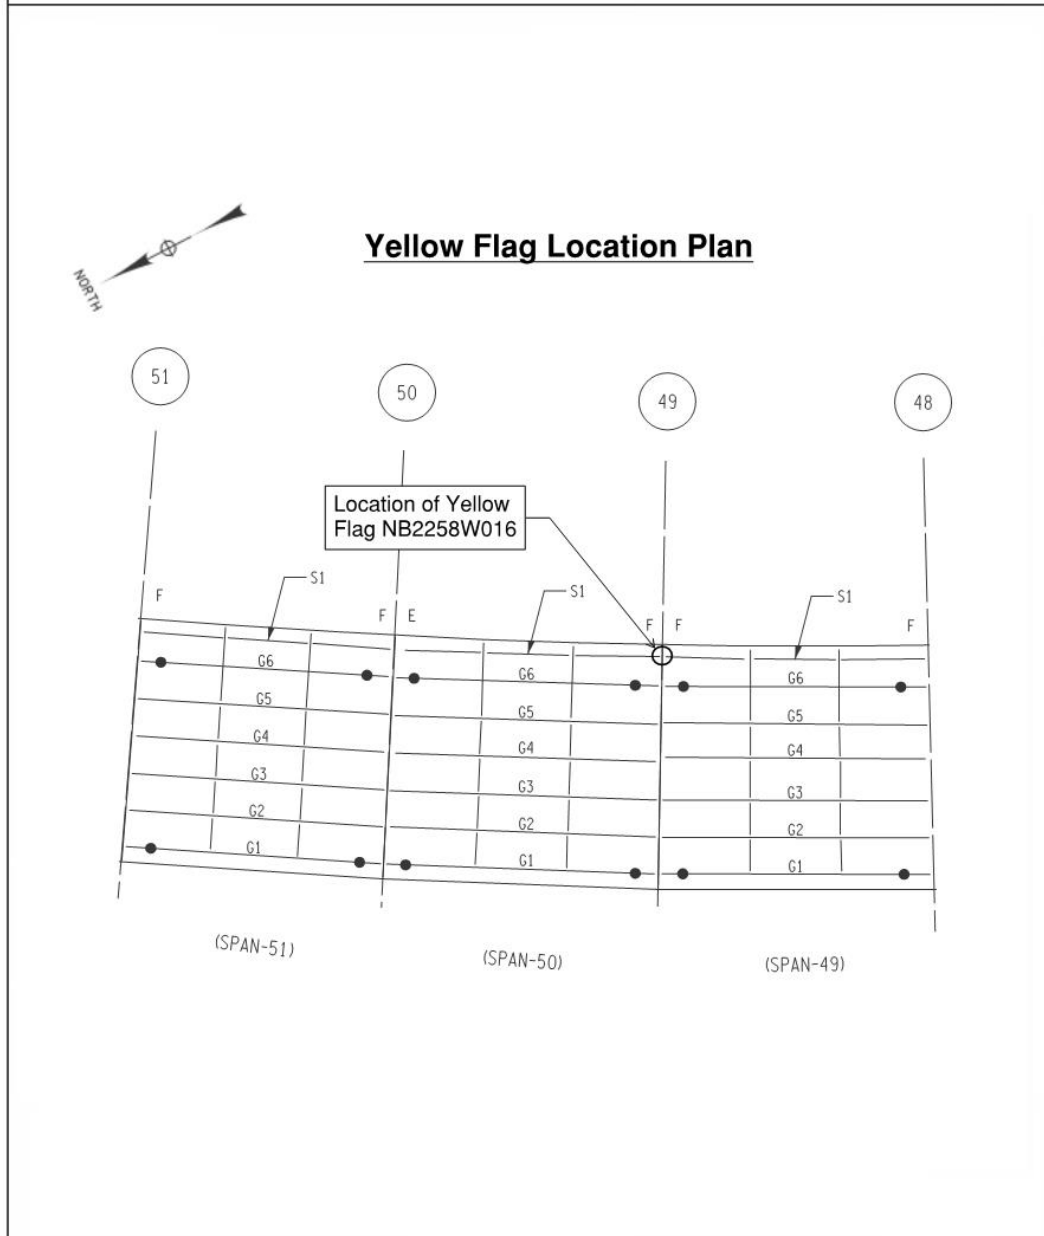 Yellow Flag Location Plan
NORTH
51
50
49
48
Location of Yellow
Flag NB2258W016
F
S1
F E
S1
F F
S1
F
G6
G6
G6
G5
G5
G5
G4
G4
G4
G3
G3
G3
G2
G2
G2
G1
G1
G1
(SPAN-51)
(SPAN-50)
(SPAN-49)